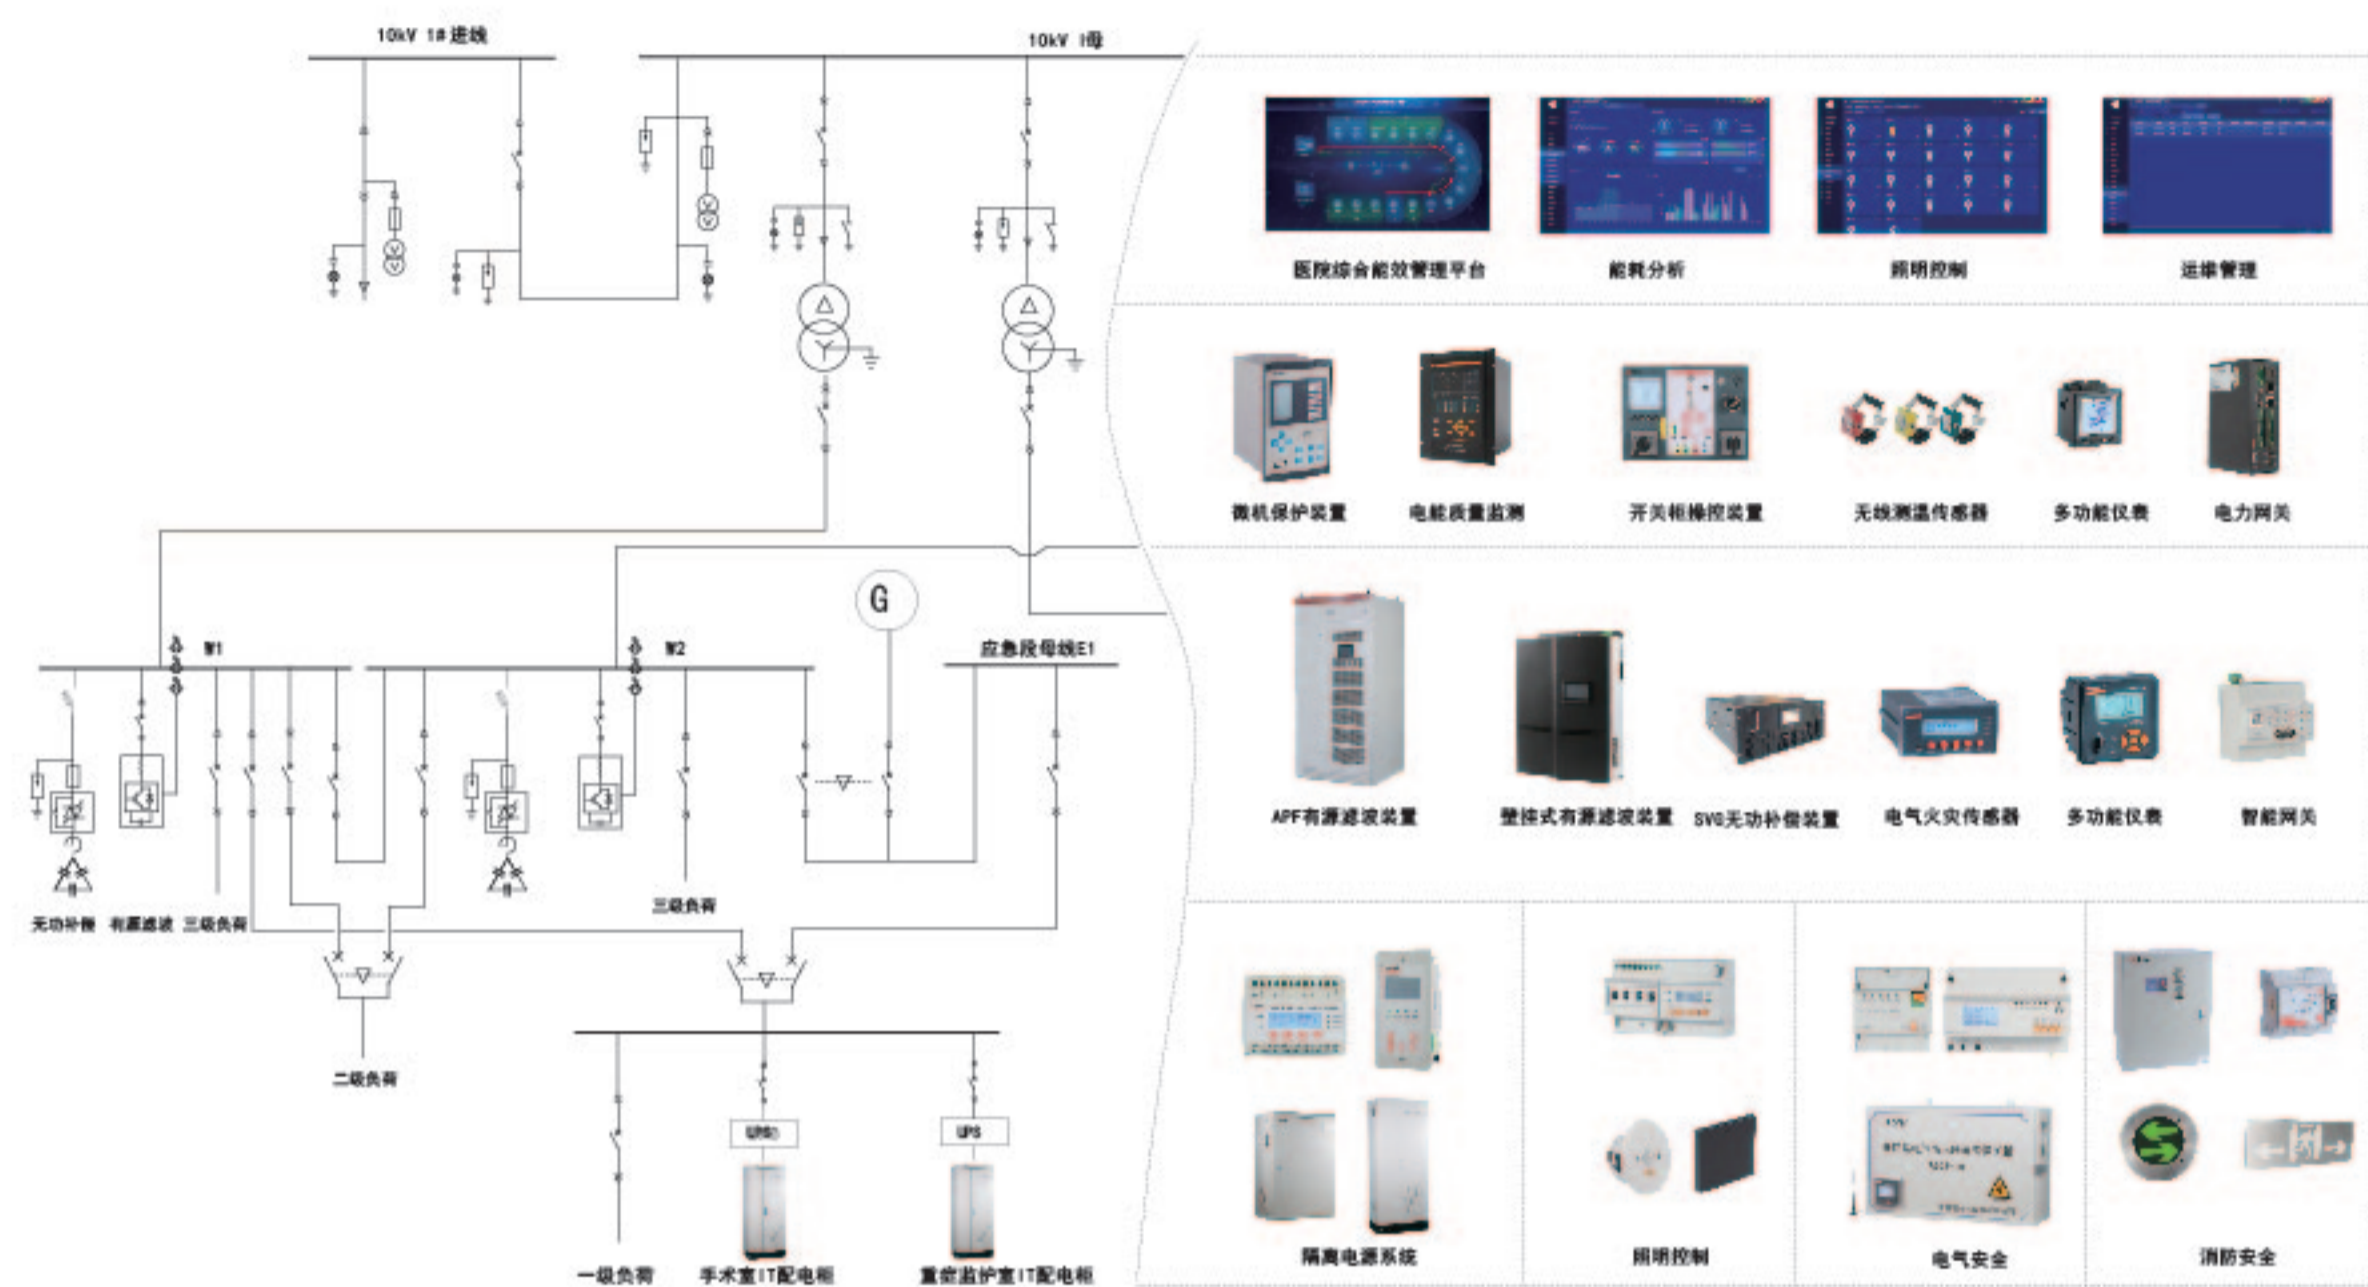 10kV 1#进线
10kV I母
医院综合能效管理平台
能耗分析
照明控制
运维管理
微机保护装置
电能质量监测
开关柜操控装置
无线测温传感器
多功能仪表
电力网关
G
W1
W2
应急段母线E1
APF有源滤波装置
壁挂式有源滤波装置
SVG无功补偿装置
电气火灾传感器
多功能仪表
智能网关
无功补偿
有源滤波
三级负荷
三级负荷
二级负荷
UPS
UPS
一级负荷
手术室IT配电柜
重症监护室IT配电柜
隔离电源系统
照明控制
电气安全
消防安全